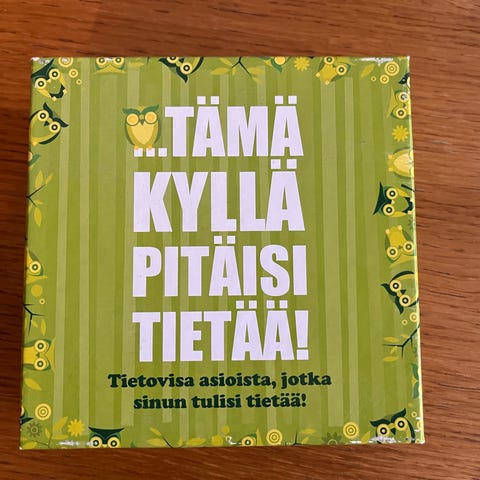 ...TÄMÄ
KYLLÄ
PITÄISI
TIETÄÄ!
Tietovisa asioista, jotka
sinun tulisi tietää!